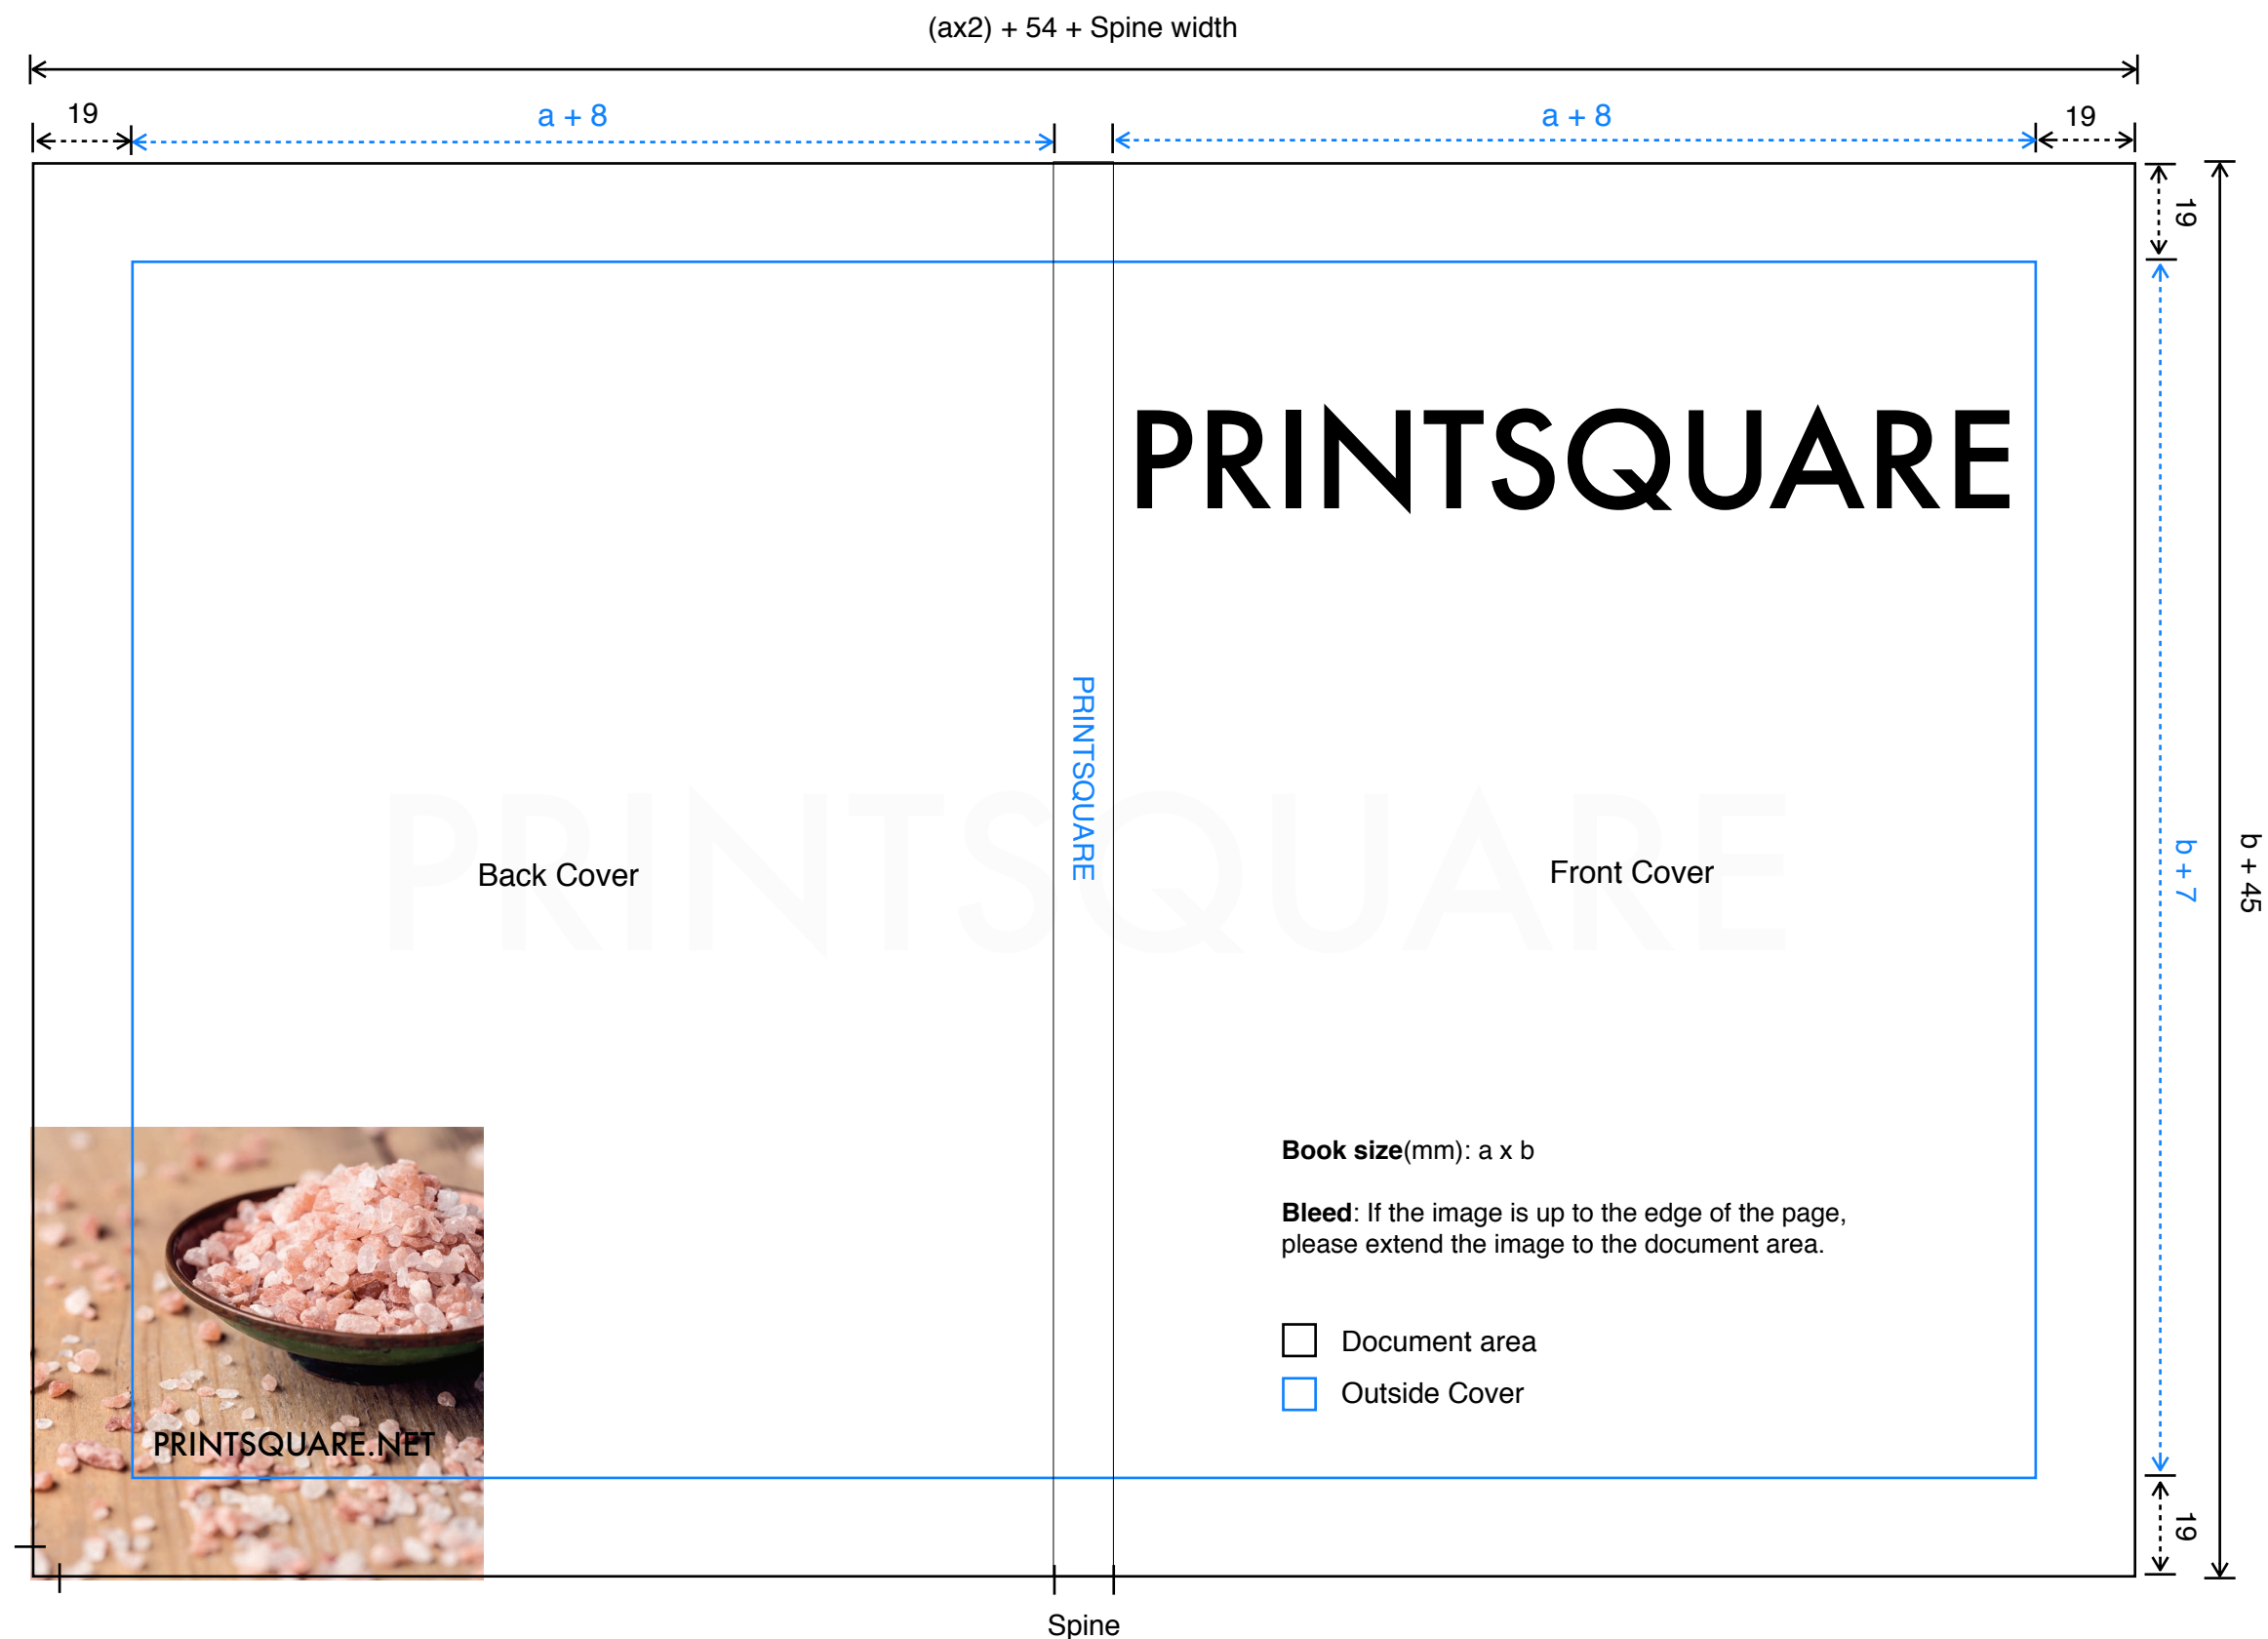 (ax2) + 54 + Spine width
19
a + 8
a + 8
19
19
PRINTSQUARE
PRINTSQUARE
PRINTSQUARE
Back Cover
Front Cover
b + 7
b + 45
Book size(mm): a x b
Bleed: If the image is up to the edge of the page,
please extend the image to the document area.
Document area
Outside Cover
PRINTSQUARE.NET
19
Spine